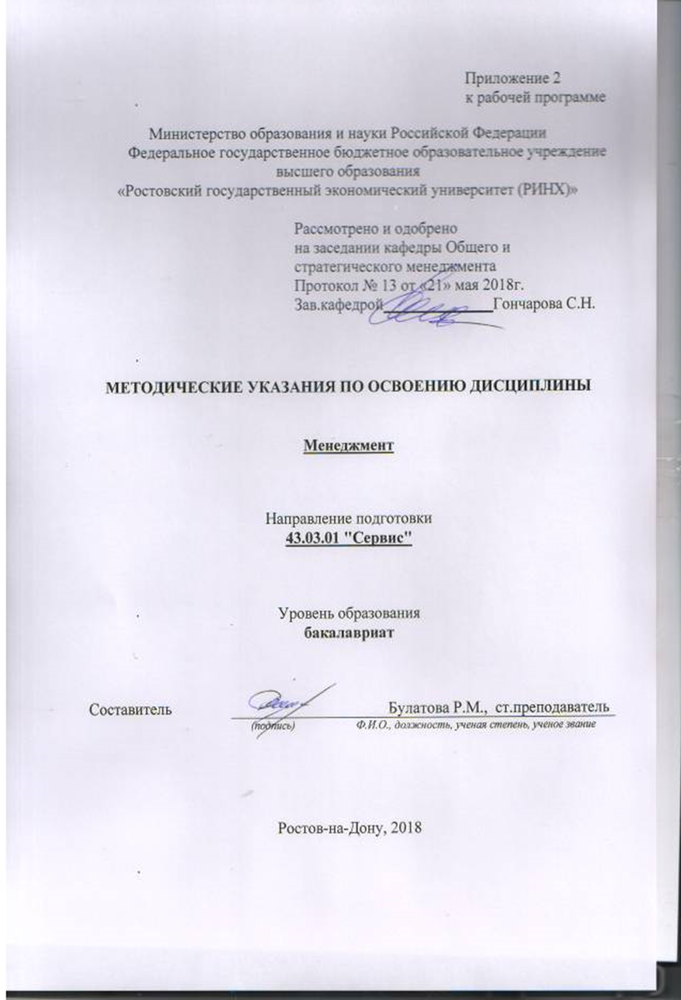 Приложение 2
к рабочей программе
Министерство образования и науки Российской Федерации
Федеральное государственное бюджетное образовательное учреждение
высшего образования
«Ростовский государственный экономический университет (РИНХ)»
Рассмотрено и одобрено
на заседании кафедры Общего и
стратегического менеджмента
Протокол № 13 от «21» мая 2018г.
Зав.кафедрой Гончарова С.Н.
МЕТОДИЧЕСКИЕ УКАЗАНИЯ ПО ОСВОЕНИЮ ДИСЦИПЛИНЫ
Менеджмент
Направление подготовки
43.03.01 "Сервис"
Уровень образования
бакалавриат
Составитель Булатова Р.М., ст.преподаватель
(подпись) Ф.И.О., должность, ученая степень, ученое звание
Ростов-на-Дону, 2018